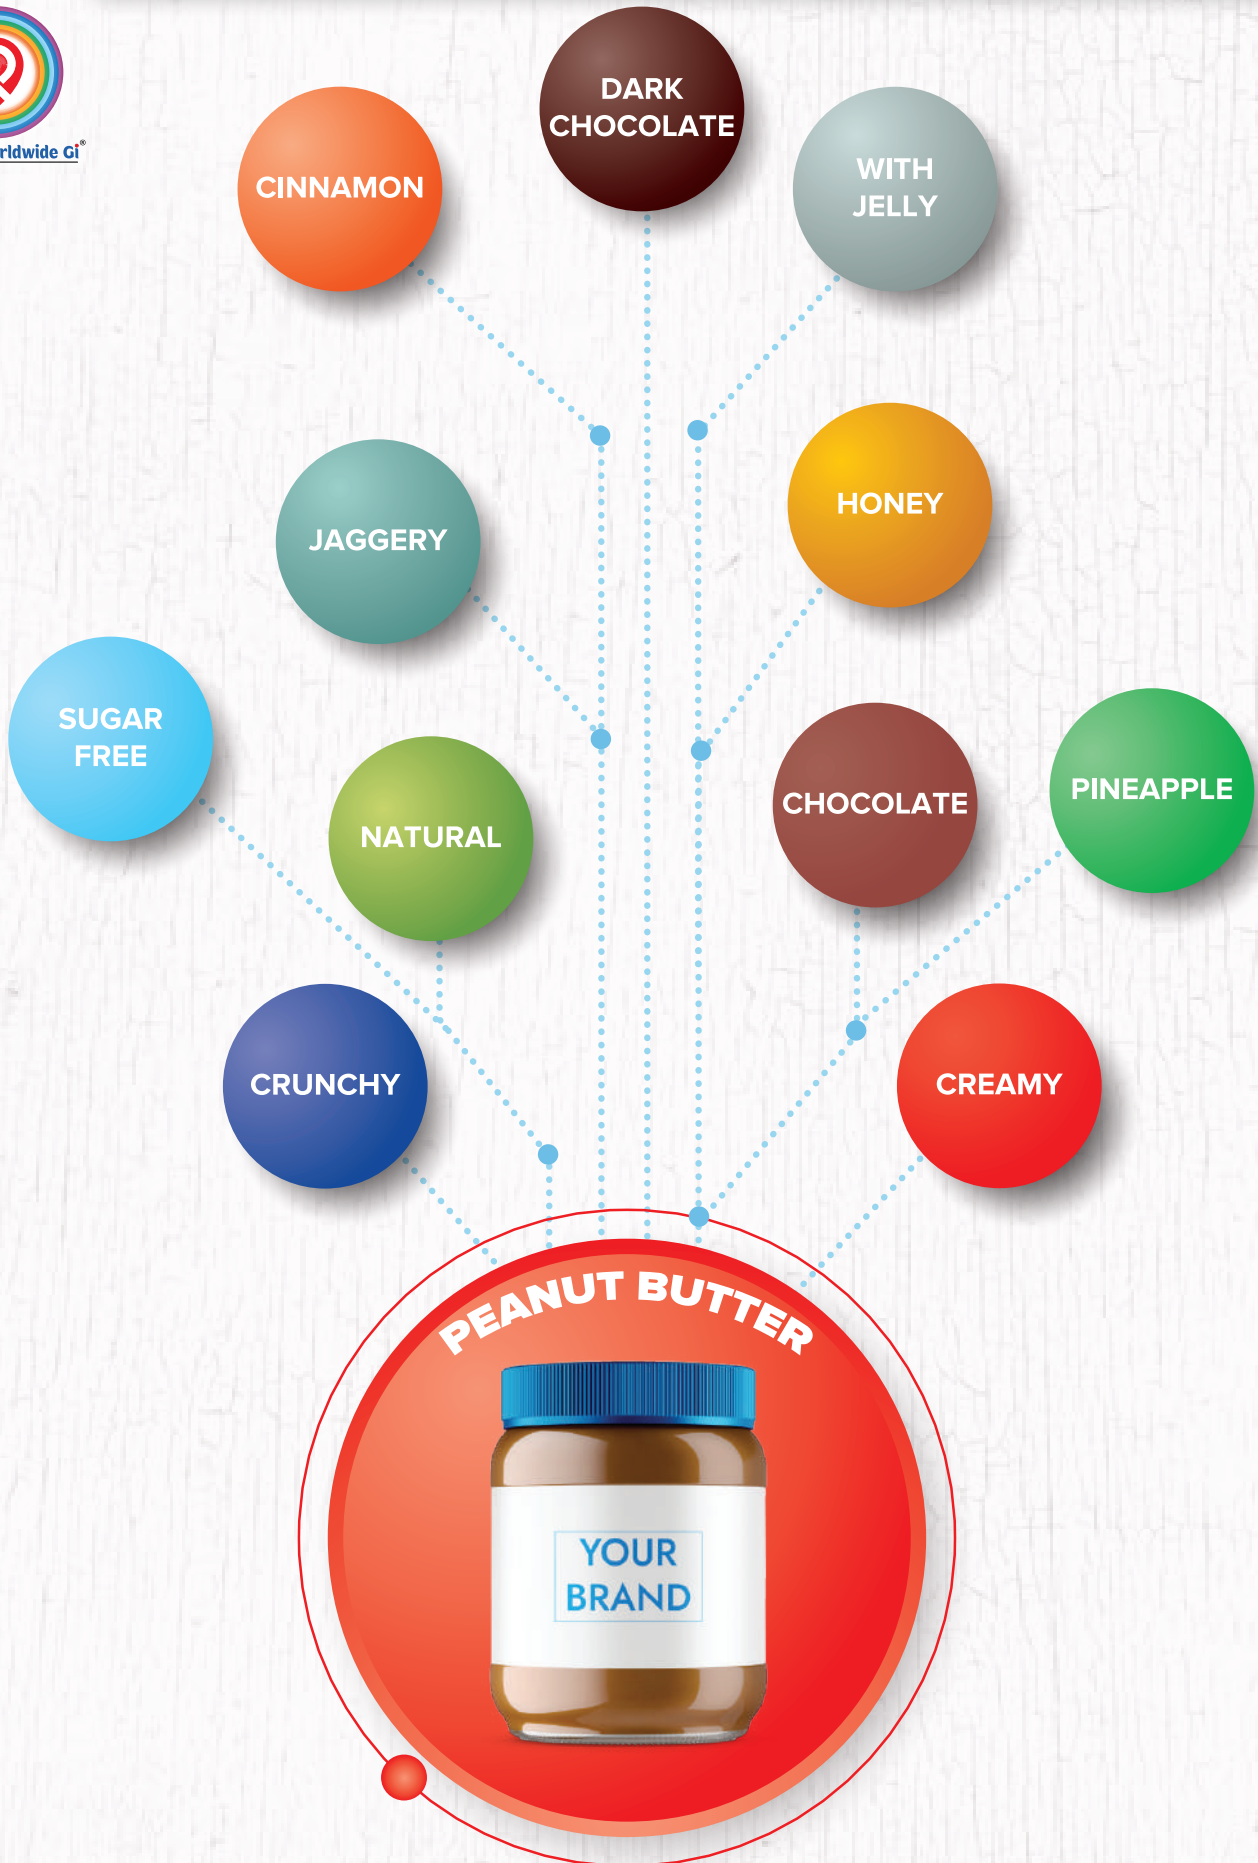 DARK
CHOCOLATE
rldwide Gi®
CINNAMON
WITH
JELLY
HONEY
JAGGERY
SUGAR
FREE
PINEAPPLE
CHOCOLATE
NATURAL
CRUNCHY
CREAMY
PEANUT BUTTER
YOUR
BRAND